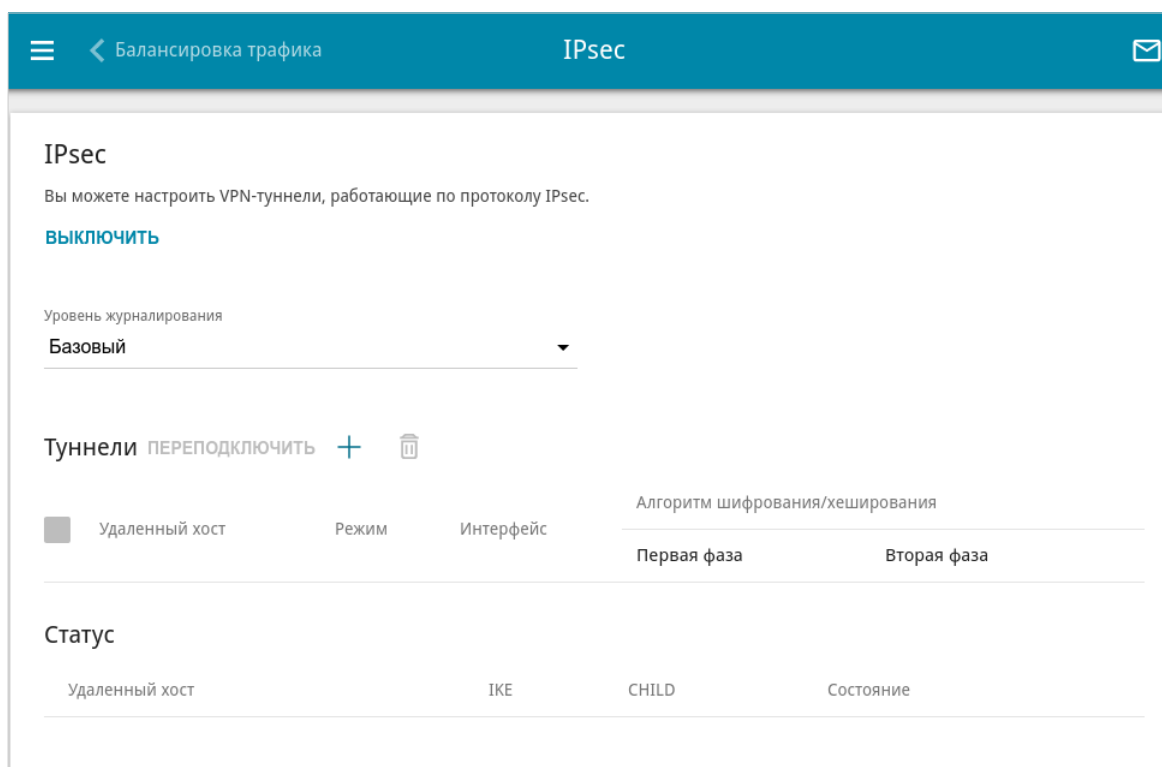 Балансировка трафика
IPsec
IPsec
Вы можете настроить VPN-туннели, работающие по протоколу IPsec.
ВЫКЛЮЧИТЬ
Уровень журналирования
Базовый
Туннели ПЕРЕПОДКЛЮЧИТЬ
Удаленный хост Режим Интерфейс Алгоритм шифрования/хеширования
Первая фаза Вторая фаза
Статус
Удаленный хост IKE CHILD Состояние